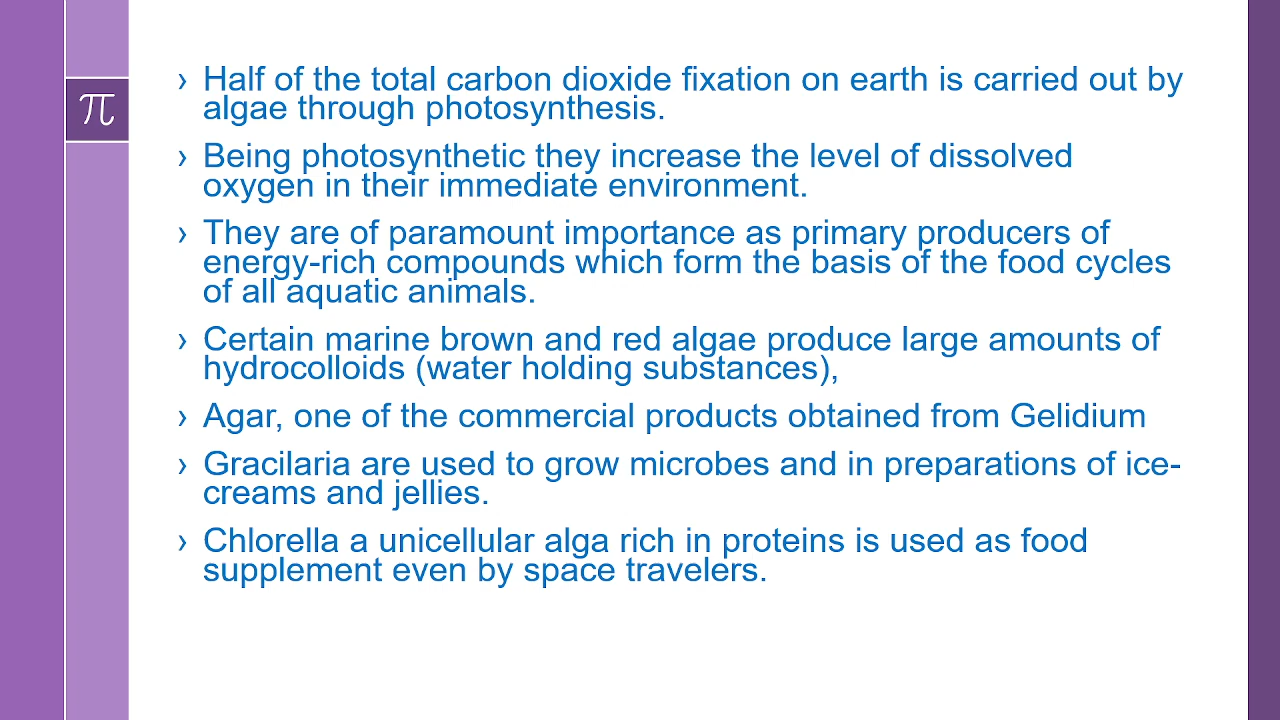 π
› Half of the total carbon dioxide fixation on earth is carried out by
algae through photosynthesis.
› Being photosynthetic they increase the level of dissolved
oxygen in their immediate environment.
› They are of paramount importance as primary producers of
energy-rich compounds which form the basis of the food cycles
of all aquatic animals.
› Certain marine brown and red algae produce large amounts of
hydrocolloids (water holding substances),
› Agar, one of the commercial products obtained from Gelidium
› Gracilaria are used to grow microbes and in preparations of ice-
creams and jellies.
› Chlorella a unicellular alga rich in proteins is used as food
supplement even by space travelers.